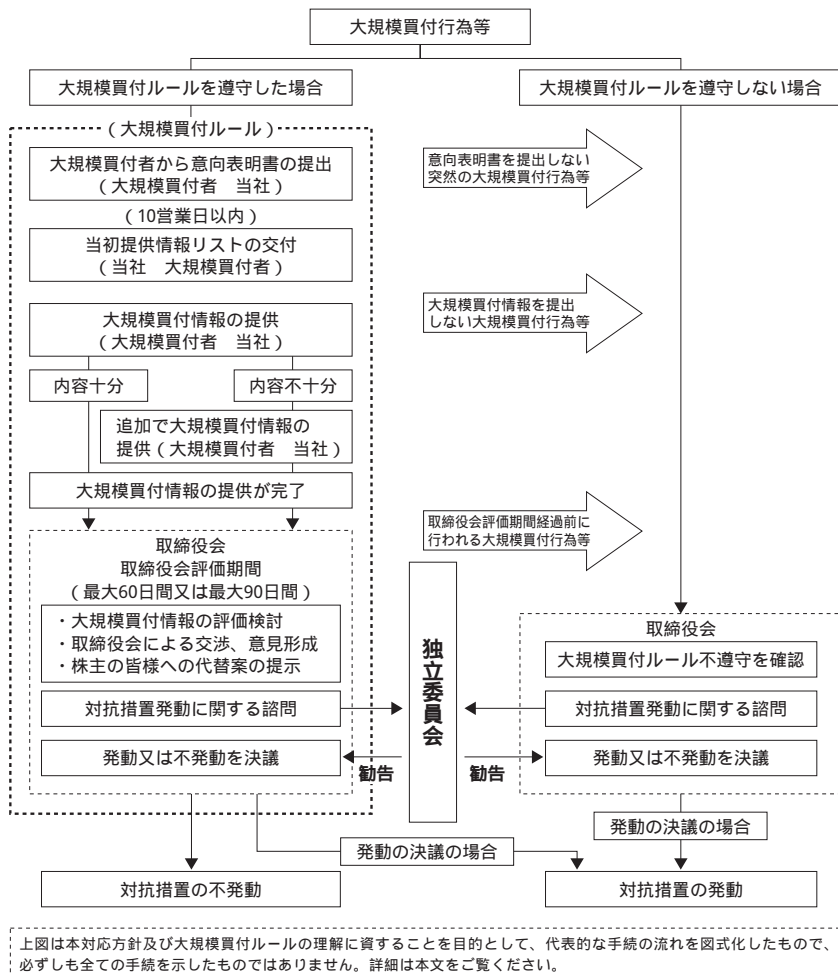 大規模買付行為等
大規模買付ルールを遵守した場合
大規模買付ルールを遵守しない場合
（大規模買付ルール）
大規模買付者から意向表明書の提出
（大規模買付者　当社）
（10営業日以内）
当初提供情報リストの交付
（当社　大規模買付者）
大規模買付情報の提供
（大規模買付者　当社）
内容十分
内容不十分
追加で大規模買付情報の
提供（大規模買付者　当社）
大規模買付情報の提供が完了
意向表明書を提出しない
突然の大規模買付行為等
大規模買付情報を提出
しない大規模買付行為等
取締役会評価期間経過前に
行われる大規模買付行為等
取締役会
取締役会評価期間
（最大60日間又は最大90日間）
・大規模買付情報の評価検討
・取締役会による交渉、意見形成
・株主の皆様への代替案の提示
対抗措置発動に関する諮問
発動又は不発動を決議
独立委員会
勧告
勧告
取締役会
大規模買付ルール不遵守を確認
対抗措置発動に関する諮問
発動又は不発動を決議
発動の決議の場合
発動の決議の場合
対抗措置の不発動
対抗措置の発動
上図は本対応方針及び大規模買付ルールの理解に資することを目的として、代表的な手続の流れを図式化したもので、
必ずしも全ての手続を示したものではありません。詳細は本文をご覧ください。